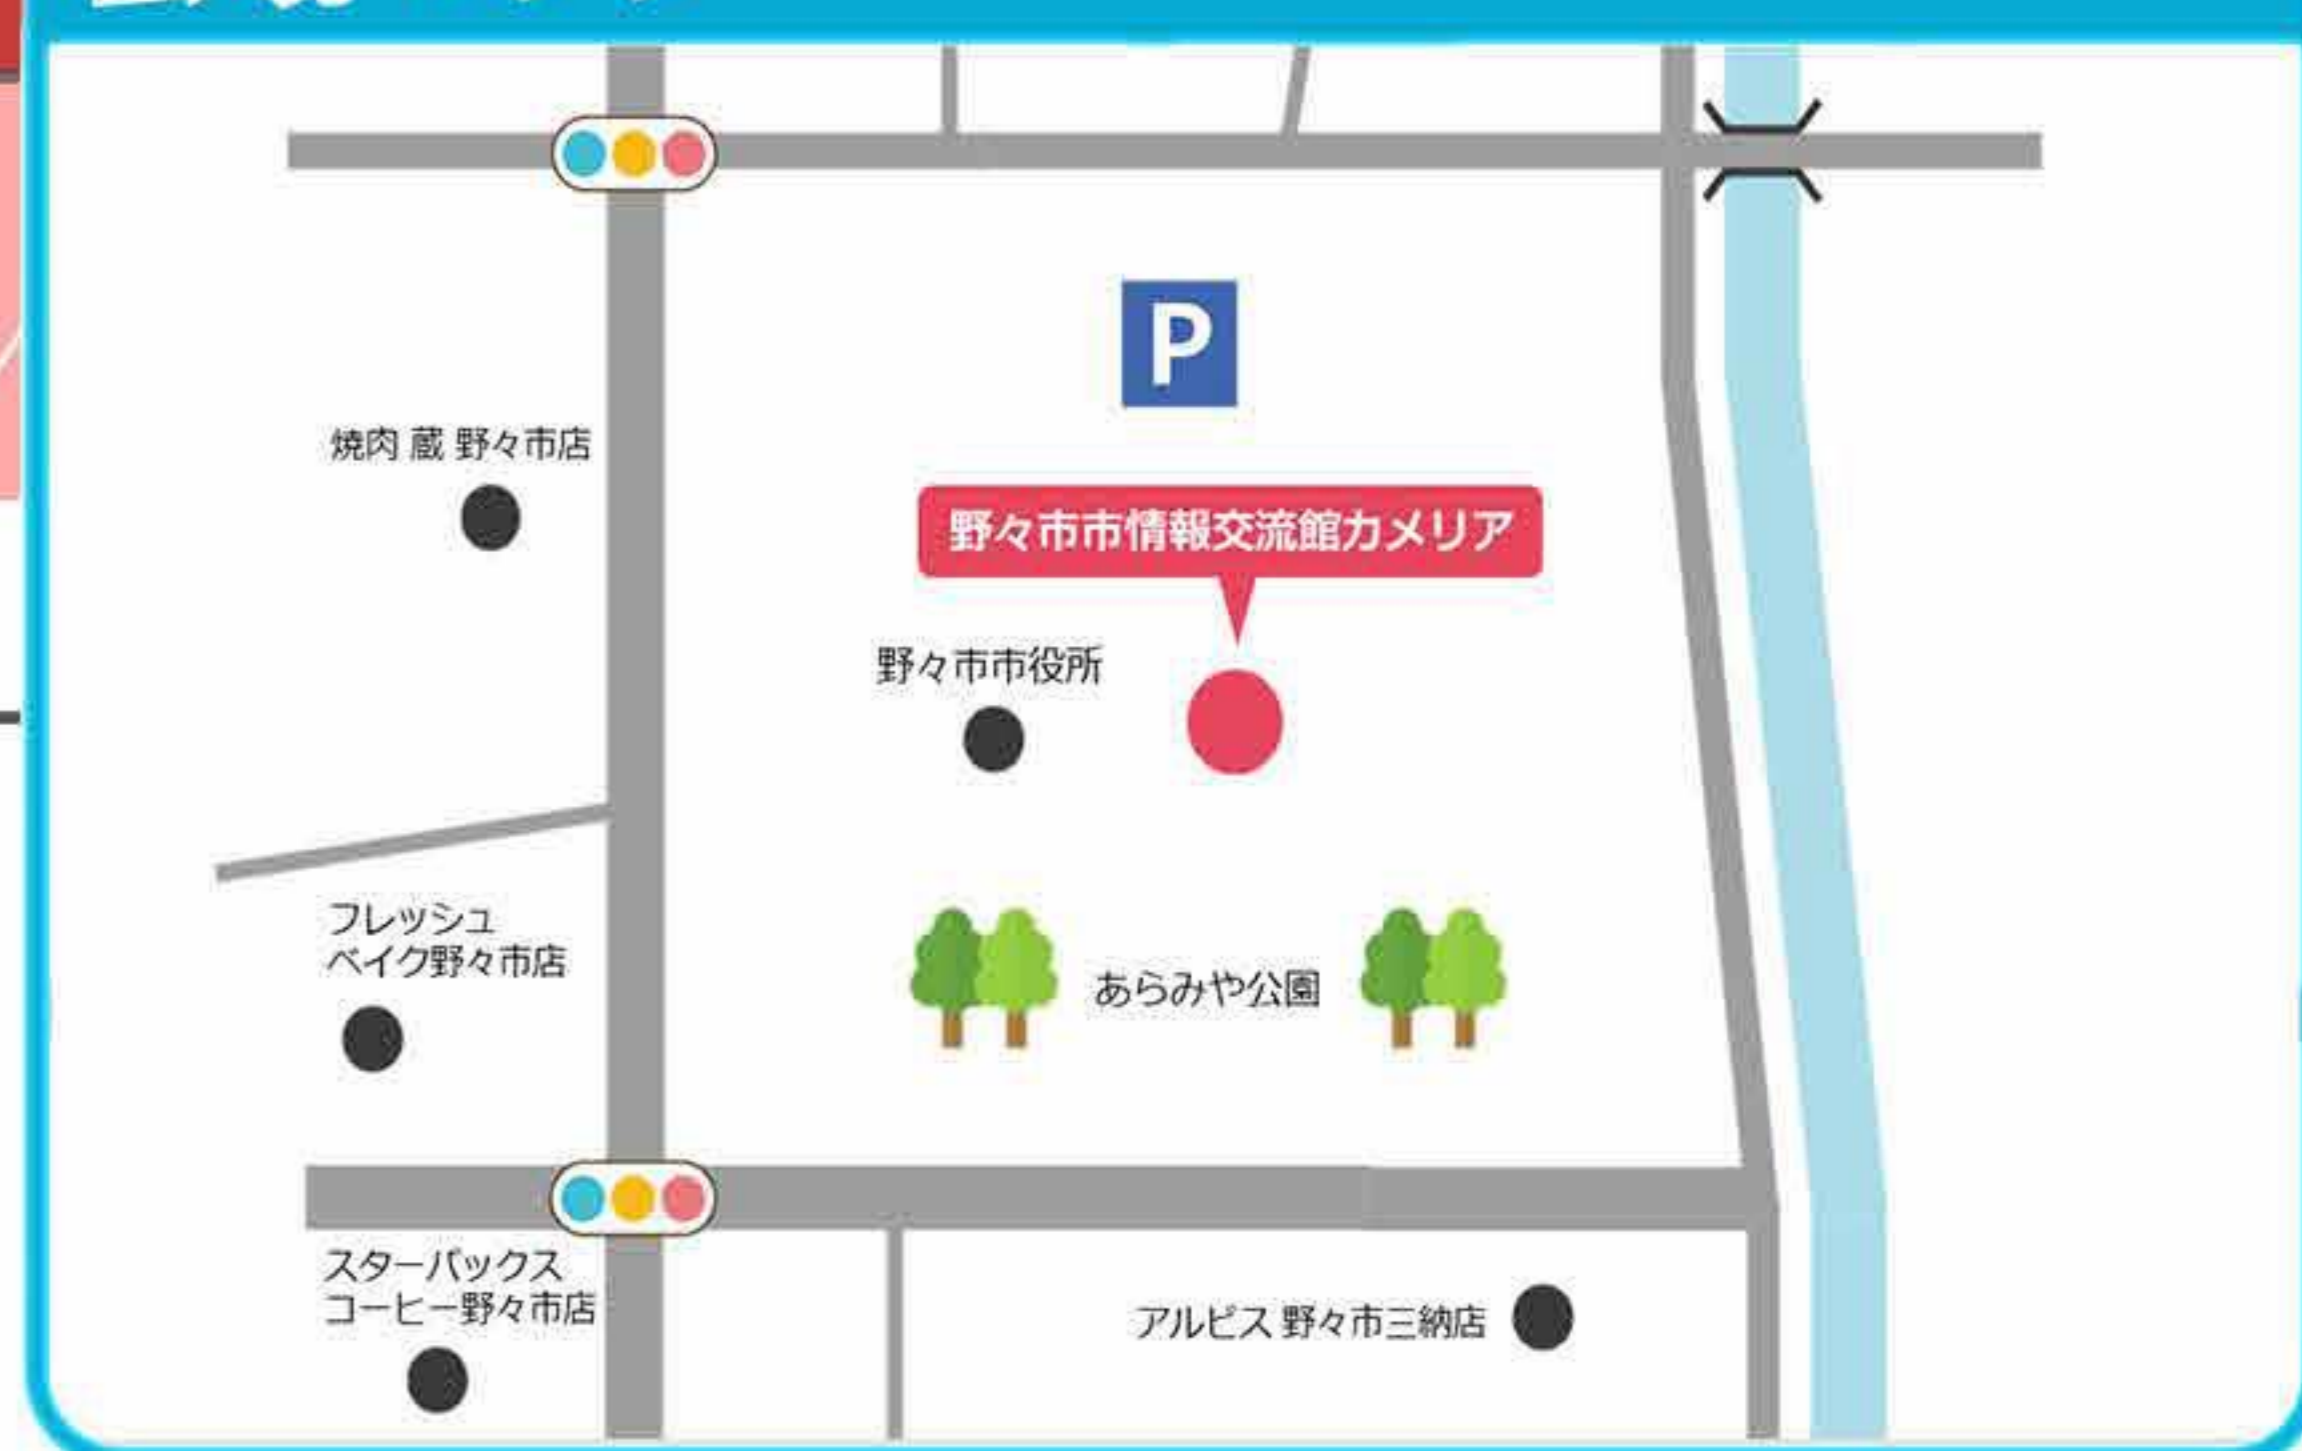 P
焼肉 蔵 野々市店
野々市市情報交流館カメリア
野々市市役所
フレッシュ
ベイク野々市店
あらみや公園
スターバックス
コーヒー野々市店
アルビス 野々市三納店